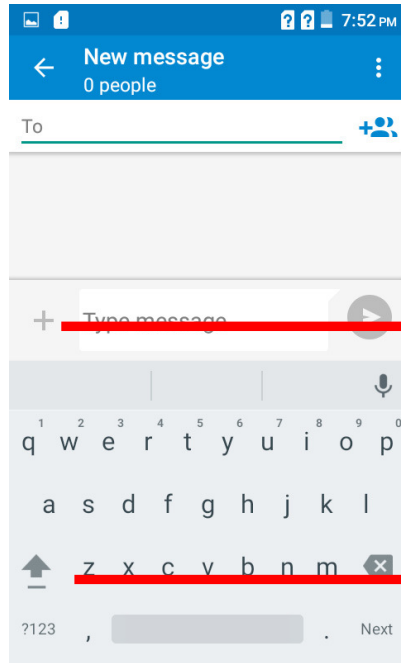 7:52 PM
New message
0 people
To
Type message
1 2 3 4 5 6 7 8 9 0
q w e r t y u i o p
a s d f g h j k l
z x c v b n m
?123 , . Next